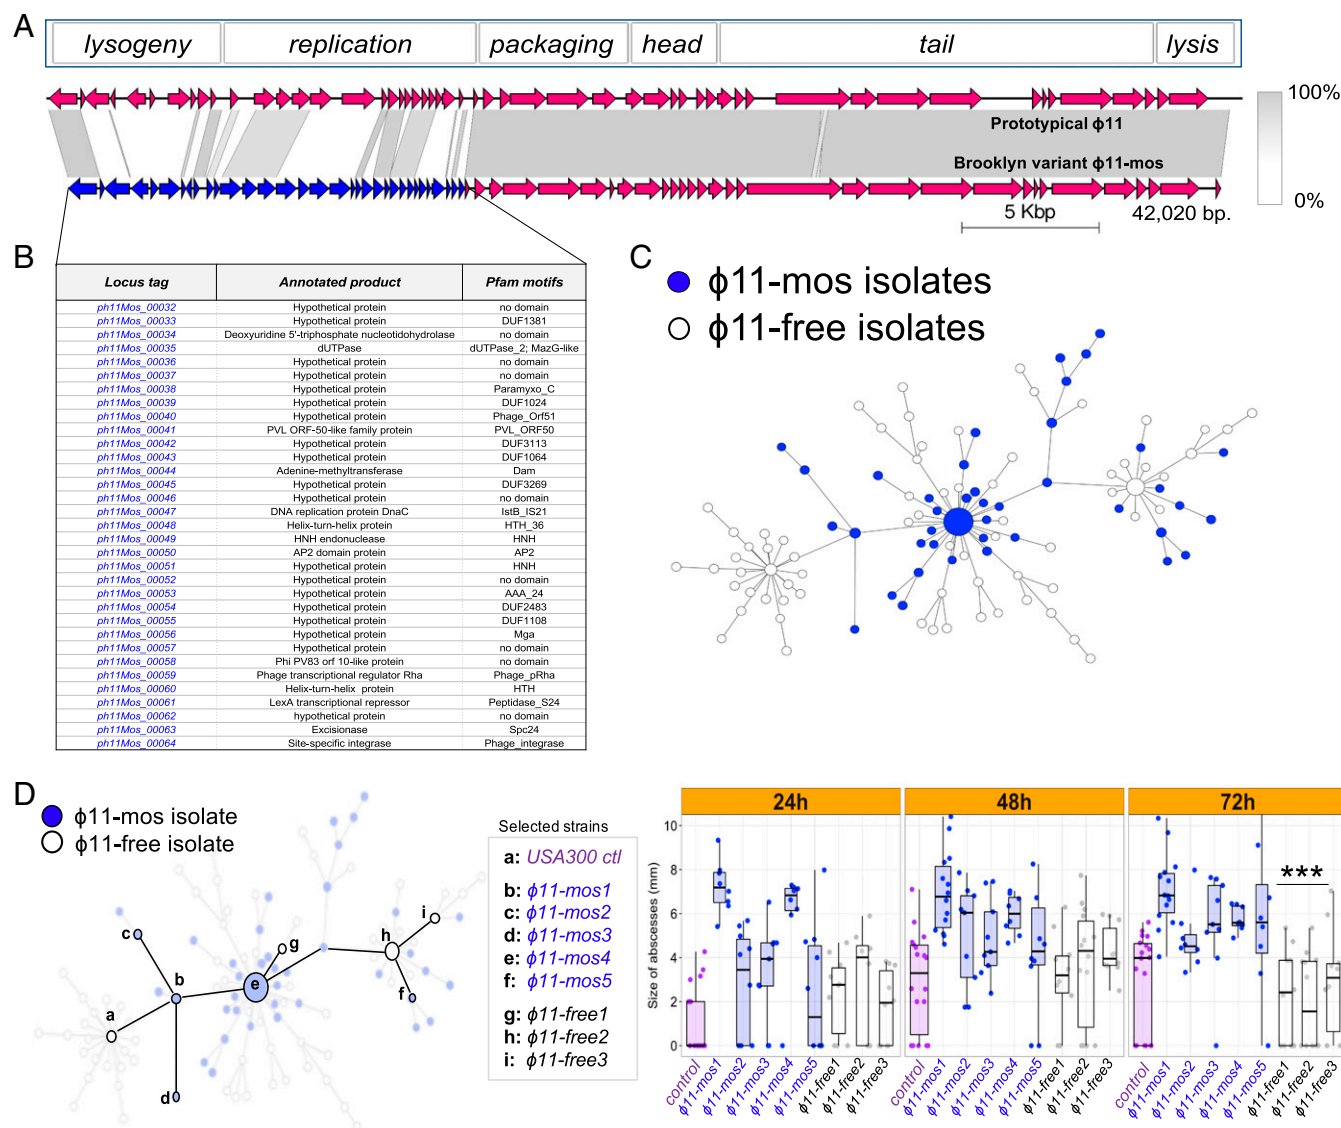 A
lysogeny replication packaging head tail lysis
100%
Prototypical ϕ11
Brooklyn variant ϕ11-mos
0%
5 Kbp
42,020 bp.
B
Locus tag Annotated product Pfam motifs
ph11Mos_00032 Hypothetical protein no domain
ph11Mos_00033 Hypothetical protein DUF1381
ph11Mos_00034 Deoxyuridine 5'-triphosphate nucleotidohydrolase no domain
ph11Mos_00035 dUTPase dUTPase_2; MazG-like
ph11Mos_00036 Hypothetical protein no domain
ph11Mos_00037 Hypothetical protein no domain
ph11Mos_00038 Hypothetical protein Paramyxo_C
ph11Mos_00039 Hypothetical protein DUF1024
ph11Mos_00040 Hypothetical protein Phage_Orf51
ph11Mos_00041 PVL ORF-50-like family protein PVL_ORF50
ph11Mos_00042 Hypothetical protein DUF3113
ph11Mos_00043 Hypothetical protein DUF1064
ph11Mos_00044 Adenine-methyltransferase Dam
ph11Mos_00045 Hypothetical protein DUF3269
ph11Mos_00046 Hypothetical protein no domain
ph11Mos_00047 DNA replication protein DnaC IstB_IS21
ph11Mos_00048 Helix-turn-helix protein HTH_36
ph11Mos_00049 HNH endonuclease HNH
ph11Mos_00050 AP2 domain protein AP2
ph11Mos_00051 Hypothetical protein HNH
ph11Mos_00052 Hypothetical protein no domain
ph11Mos_00053 Hypothetical protein AAA_24
ph11Mos_00054 Hypothetical protein DUF2483
ph11Mos_00055 Hypothetical protein DUF1108
ph11Mos_00056 Hypothetical protein Mga
ph11Mos_00057 Hypothetical protein no domain
ph11Mos_00058 Phi PV83 orf 10-like protein no domain
ph11Mos_00059 Phage transcriptional regulator Rha Phage_pRha
ph11Mos_00060 Helix-turn-helix protein HTH
ph11Mos_00061 LexA transcriptional repressor Peptidase_S24
ph11Mos_00062 hypothetical protein no domain
ph11Mos_00063 Excisionase Spc24
ph11Mos_00064 Site-specific integrase Phage_integrase
C
ϕ11-mos isolates
ϕ11-free isolates
D
ϕ11-mos isolate
ϕ11-free isolate
a
b
c
d
e
f
g
h
i
Selected strains
a: USA300 ctl
b: ϕ11-mos1
c: ϕ11-mos2
d: ϕ11-mos3
e: ϕ11-mos4
f: ϕ11-mos5
g: ϕ11-free1
h: ϕ11-free2
i: ϕ11-free3
24h 48h 72h
Size of abscesses (mm)
10
8
6
4
2
0
***
control ϕ11-mos1 ϕ11-mos2 ϕ11-mos3 ϕ11-mos4 ϕ11-mos5 ϕ11-free1 ϕ11-free2 ϕ11-free3
control ϕ11-mos1 ϕ11-mos2 ϕ11-mos3 ϕ11-mos4 ϕ11-mos5 ϕ11-free1 ϕ11-free2 ϕ11-free3
control ϕ11-mos1 ϕ11-mos2 ϕ11-mos3 ϕ11-mos4 ϕ11-mos5 ϕ11-free1 ϕ11-free2 ϕ11-free3